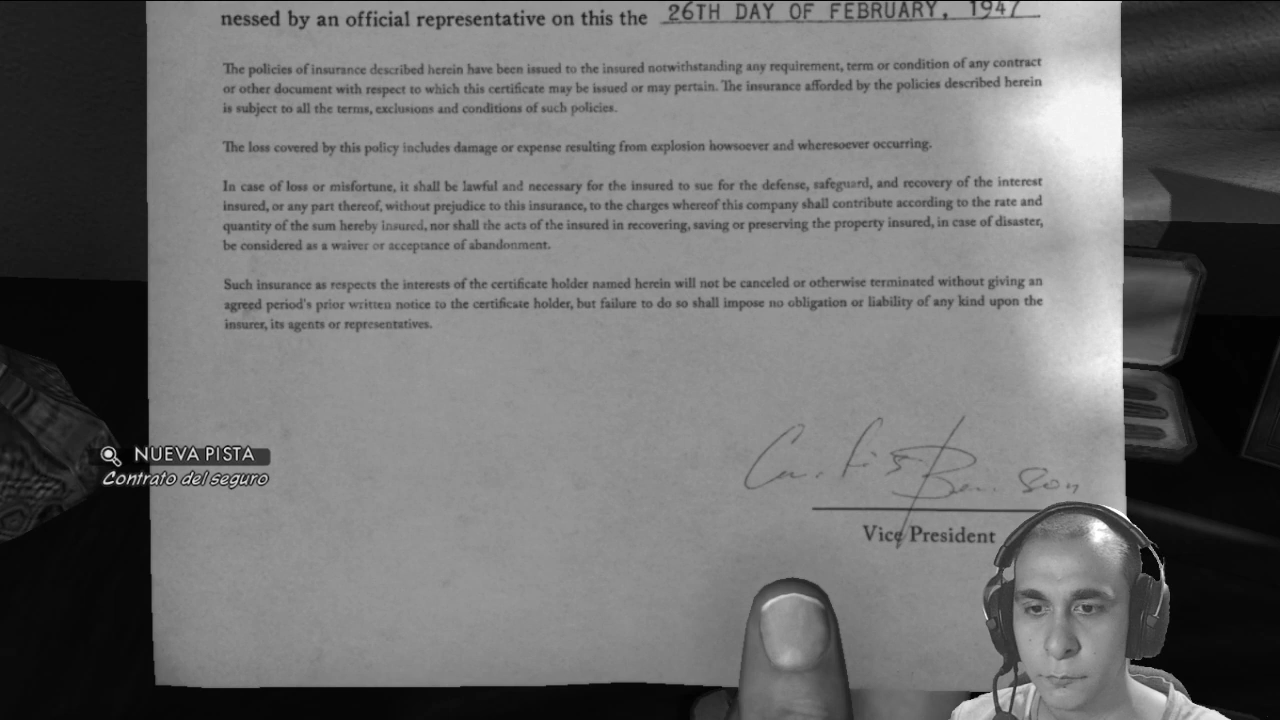 nessed by an official representative on this the 26TH DAY OF FEBRUARY, 1947
The policies of insurance described herein have been issued to the insured notwithstanding any requirement, term or condition of any contract
or other document with respect to which this certificate may be issued or may pertain. The insurance afforded by the policies described herein
is subject to all the terms, exclusions and conditions of such policies.
The loss covered by this policy includes damage or expense resulting from explosion howsoever and wheresoever occurring.
In case of loss or misfortune, it shall be lawful and necessary for the insured to sue for the defense, safeguard, and recovery of the interest
insured, or any part thereof, without prejudice to this insurance, to the charges whereof this company shall contribute according to the rate and
quantity of the sum hereby insured, nor shall the acts of the insured in recovering, saving or preserving the property insured, in case of disaster,
be considered as a waiver or acceptance of abandonment.
Such insurance as respects the interests of the certificate holder named herein will not be canceled or otherwise terminated without giving an
agreed period's prior written notice to the certificate holder, but failure to do so shall impose no obligation or liability of any kind upon the
insurer, its agents or representatives.
NUEVA PISTA
Contrato del seguro
Curtis Benson
Vice President